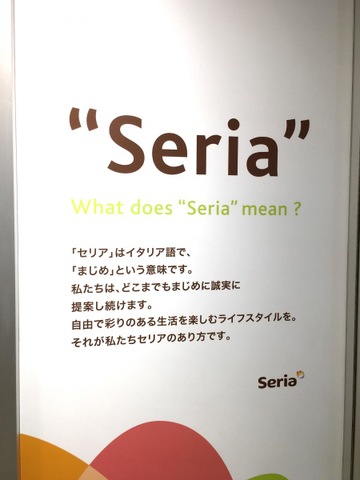 “Seria”
What does “Seria” mean ?
「セリア」はイタリア語で、
「まじめ」という意味です。
私たちは、どこまでもまじめに誠実に
提案し続けます。
自由で彩りのある生活を楽しむライフスタイルを。
それが私たちセリアのあり方です。
Seria